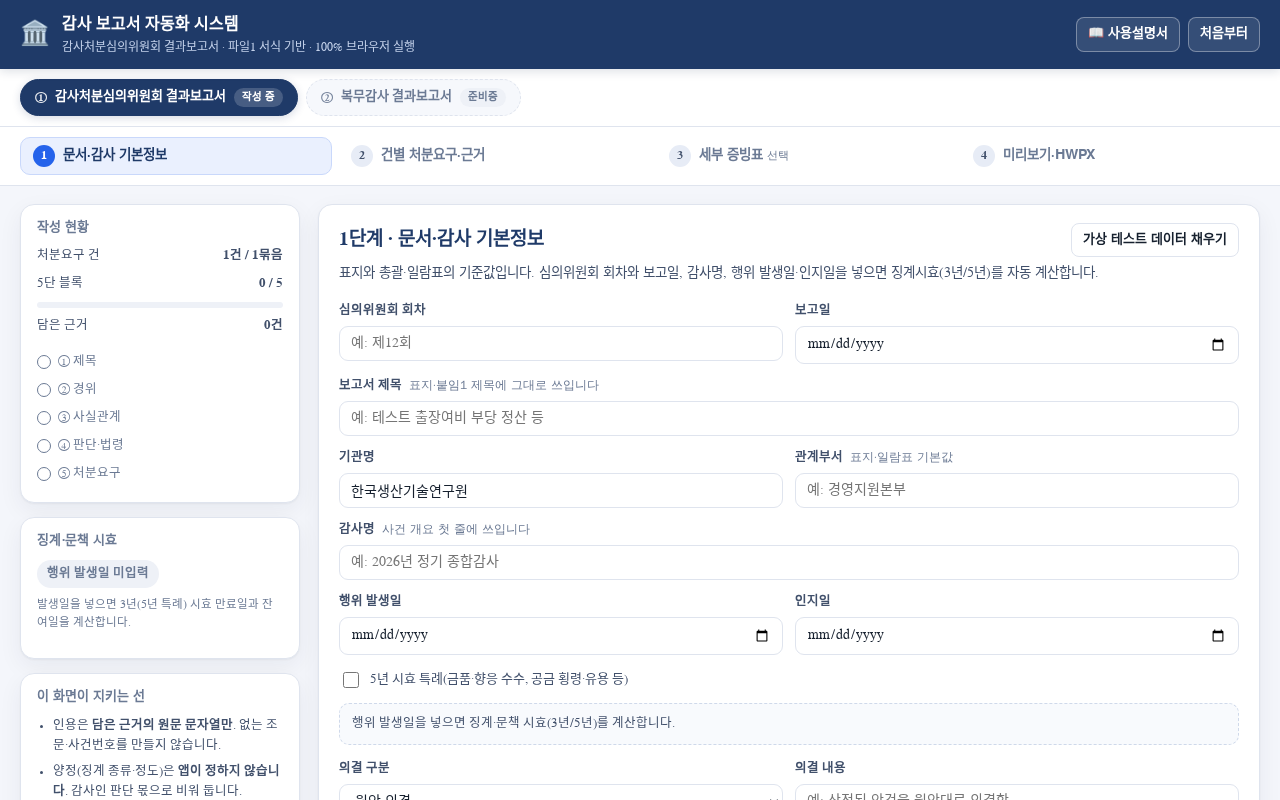 🏛️ 감사 보고서 자동화 시스템
감사처분심의위원회 결과보고서 · 파일1 서식 기반 · 100% 브라우저 실행
📖 사용설명서
처음부터
① 감사처분심의위원회 결과보고서 작성 중
② 복무감사 결과보고서 준비중
1 문서·감사 기본정보
2 건별 처분요구·근거
3 세부 증빙표 선택
4 미리보기·HWPX
작성 현황
처분요구 건 1건 / 1묶음
5단 블록 0 / 5
담은 근거 0건
① 제목
② 경위
③ 사실관계
④ 판단·법령
⑤ 처분요구
징계·문책 시효
행위 발생일 미입력
발생일을 넣으면 3년(5년 특례) 시효 만료일과 잔
여일을 계산합니다.
이 화면이 지키는 선
• 인용은 담은 근거의 원문 문자열만. 없는 조
문·사건번호를 만들지 않습니다.
• 양정(징계 종류·정도)은 앱이 정하지 않습니
다. 감사인 판단 몫으로 비워 둡니다.
1단계 · 문서·감사 기본정보
가상 테스트 데이터 채우기
표지와 총괄·일람표의 기준값입니다. 심의위원회 회차와 보고일, 감사명, 행위 발생일·인지일을 넣으면 징계시효(3년/5년)를 자동 계산합니다.
심의위원회 회차
예: 제12회
보고일
mm/dd/yyyy
보고서 제목 표지·붙임1 제목에 그대로 쓰입니다
예: 테스트 출장여비 부당 정산 등
기관명
한국생산기술연구원
관계부서 표지·일람표 기본값
예: 경영지원본부
감사명 사건 개요 첫 줄에 쓰입니다
예: 2026년 정기 종합감사
행위 발생일
mm/dd/yyyy
인지일
mm/dd/yyyy
5년 시효 특례(금품·향응 수수, 공금 횡령·유용 등)
행위 발생일을 넣으면 징계·문책 시효(3년/5년)를 계산합니다.
의결 구분
원안 의결
의결 내용
예: 상정된 안건을 원안대로 의결함